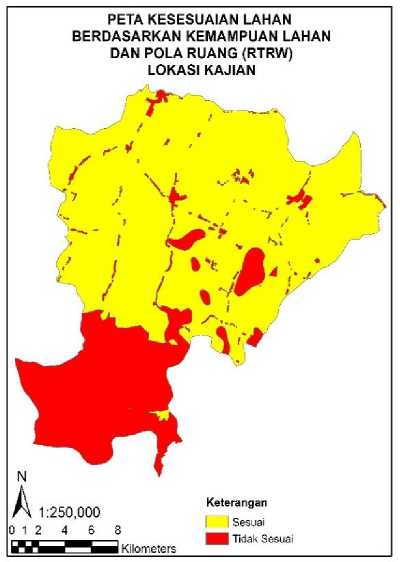 PETA KESESUAIAN LAHAN
BERDASARKAN KEMAMPUAN LAHAN
DAN POLA RUANG (RTRW)
LOKASI KAJIAN
N
1:250,000
0 1 2 4 6 8
Kilometers
Keterangan
Sesuai
Tidak Sesuai